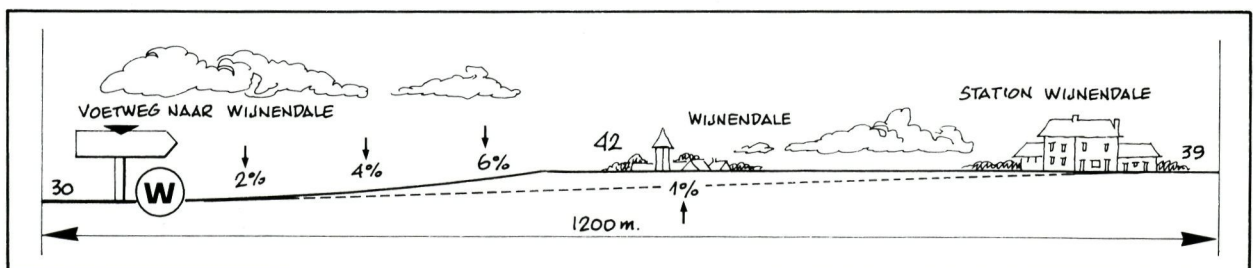 VOETWEG NAAR WIJNENDALE
30
W
2%
4%
6%
42
WIJNENDALE
1%
STATION WIJNENDALE
39
1200 m.